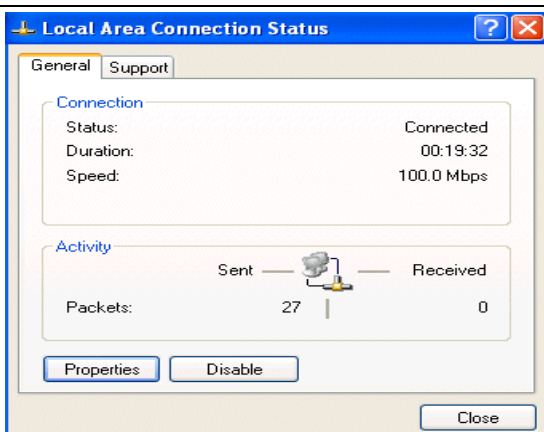 Local Area Connection Status
General Support
Connection
Status: Connected
Duration: 00:19:32
Speed: 100.0 Mbps
Activity
Sent Received
Packets: 27 0
Properties Disable
Close